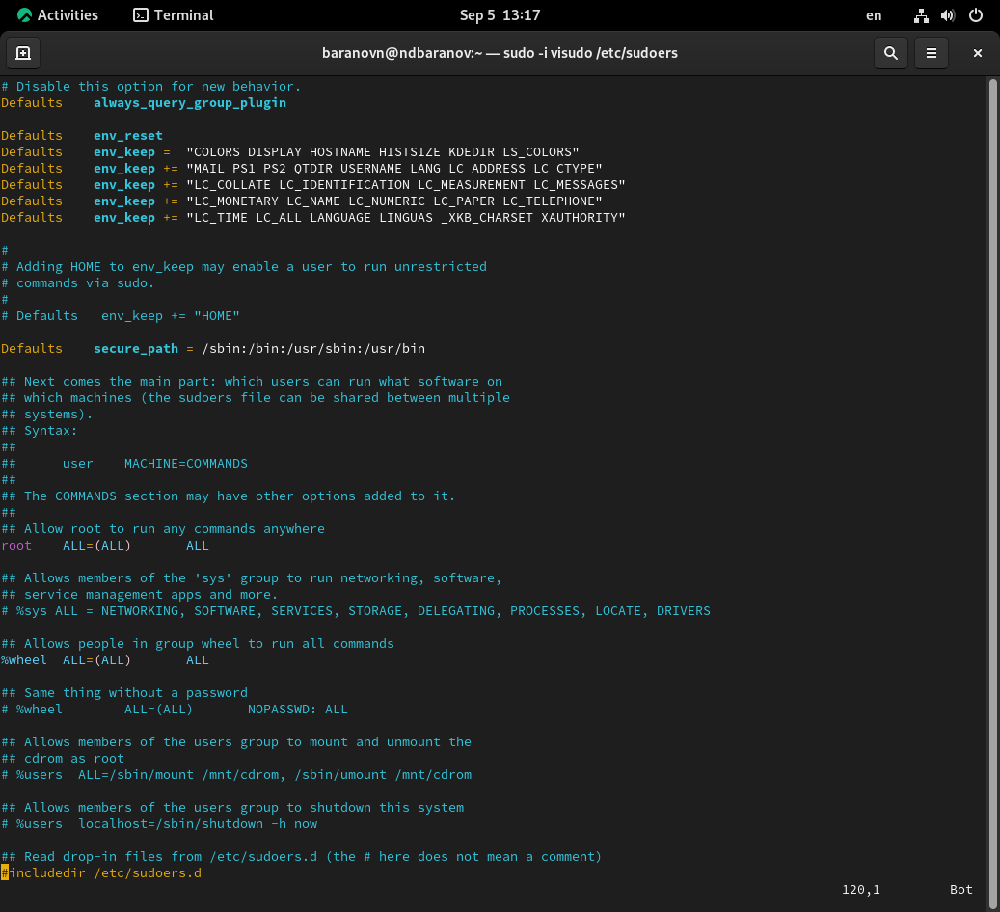 Activities
Terminal
Sep 5 13:17
en
baranovn@ndbaranov:~ — sudo -i visudo /etc/sudoers
# Disable this option for new behavior.
Defaults    always_query_group_plugin
Defaults    env_reset
Defaults    env_keep =  "COLORS DISPLAY HOSTNAME HISTSIZE KDEDIR LS_COLORS"
Defaults    env_keep += "MAIL PS1 PS2 QTDIR USERNAME LANG LC_ADDRESS LC_CTYPE"
Defaults    env_keep += "LC_COLLATE LC_IDENTIFICATION LC_MEASUREMENT LC_MESSAGES"
Defaults    env_keep += "LC_MONETARY LC_NAME LC_NUMERIC LC_PAPER LC_TELEPHONE"
Defaults    env_keep += "LC_TIME LC_ALL LANGUAGE LINGUAS _XKB_CHARSET XAUTHORITY"
#
# Adding HOME to env_keep may enable a user to run unrestricted
# commands via sudo.
#
# Defaults   env_keep += "HOME"
Defaults    secure_path = /sbin:/bin:/usr/sbin:/usr/bin
## Next comes the main part: which users can run what software on
## which machines (the sudoers file can be shared between multiple
## systems).
## Syntax:
##
##      user    MACHINE=COMMANDS
##
## The COMMANDS section may have other options added to it.
##
## Allow root to run any commands anywhere
root    ALL=(ALL)       ALL
## Allows members of the 'sys' group to run networking, software,
## service management apps and more.
# %sys ALL = NETWORKING, SOFTWARE, SERVICES, STORAGE, DELEGATING, PROCESSES, LOCATE, DRIVERS
## Allows people in group wheel to run all commands
%wheel  ALL=(ALL)       ALL
## Same thing without a password
# %wheel        ALL=(ALL)       NOPASSWD: ALL
## Allows members of the users group to mount and unmount the
## cdrom as root
# %users  ALL=/sbin/mount /mnt/cdrom, /sbin/umount /mnt/cdrom
## Allows members of the users group to shutdown this system
# %users  localhost=/sbin/shutdown -h now
## Read drop-in files from /etc/sudoers.d (the # here does not mean a comment)
#includedir /etc/sudoers.d
120,1         Bot